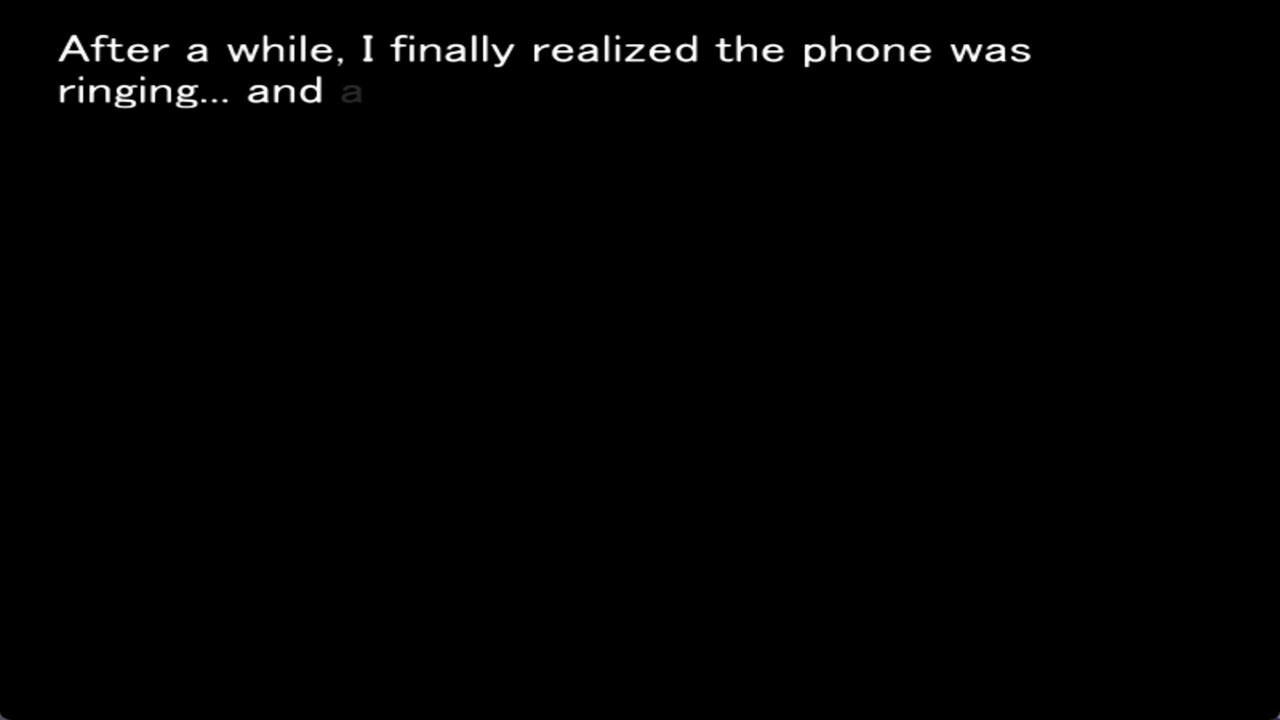 After a while, I finally realized the phone was
ringing... and a